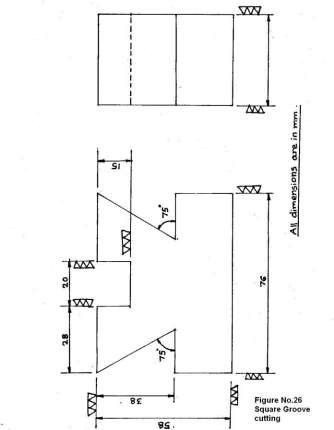 All dimensions are in mm.
15
75°
20
28
75°
76
38
58
Figure No.26
Square Groove
cutting